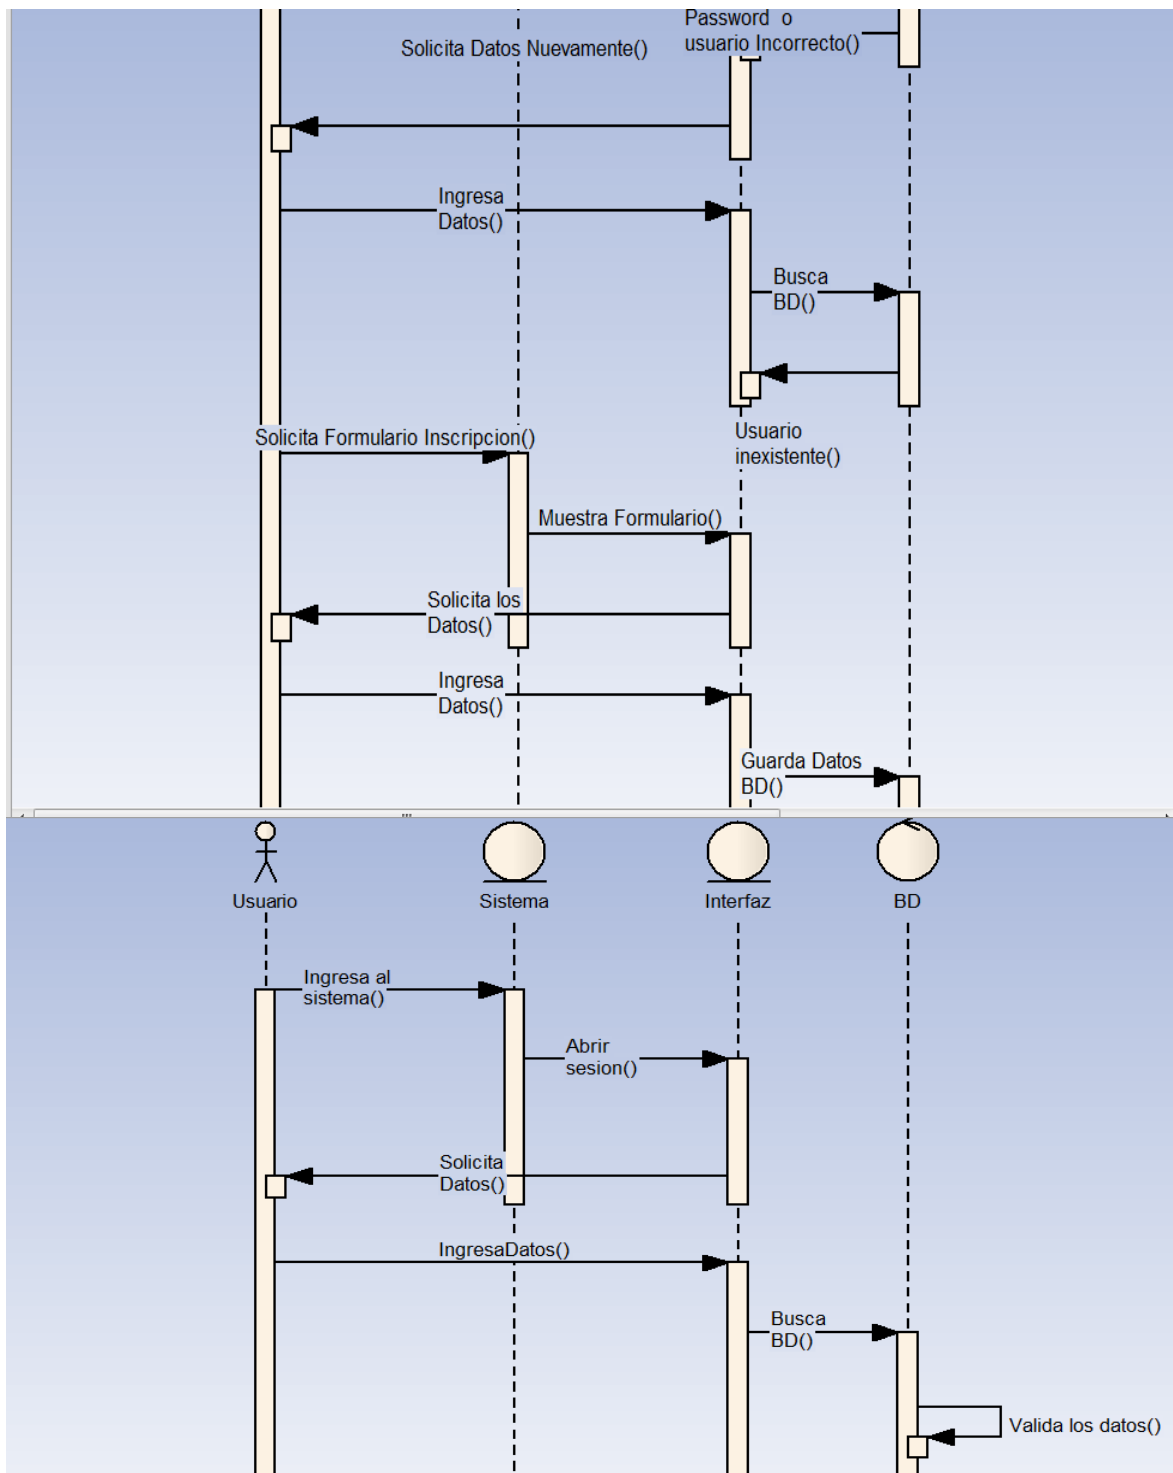 Password o
usuario Incorrecto()
Solicita Datos Nuevamente()
Ingresa
Datos()
Busca
BD()
Usuario
inexistente()
Solicita Formulario Inscripcion()
Muestra Formulario()
Solicita los
Datos()
Ingresa
Datos()
Guarda Datos
BD()
Usuario
Sistema
Interfaz
BD
Ingresa al
sistema()
Abrir
sesion()
Solicita
Datos()
IngresaDatos()
Busca
BD()
Valida los datos()